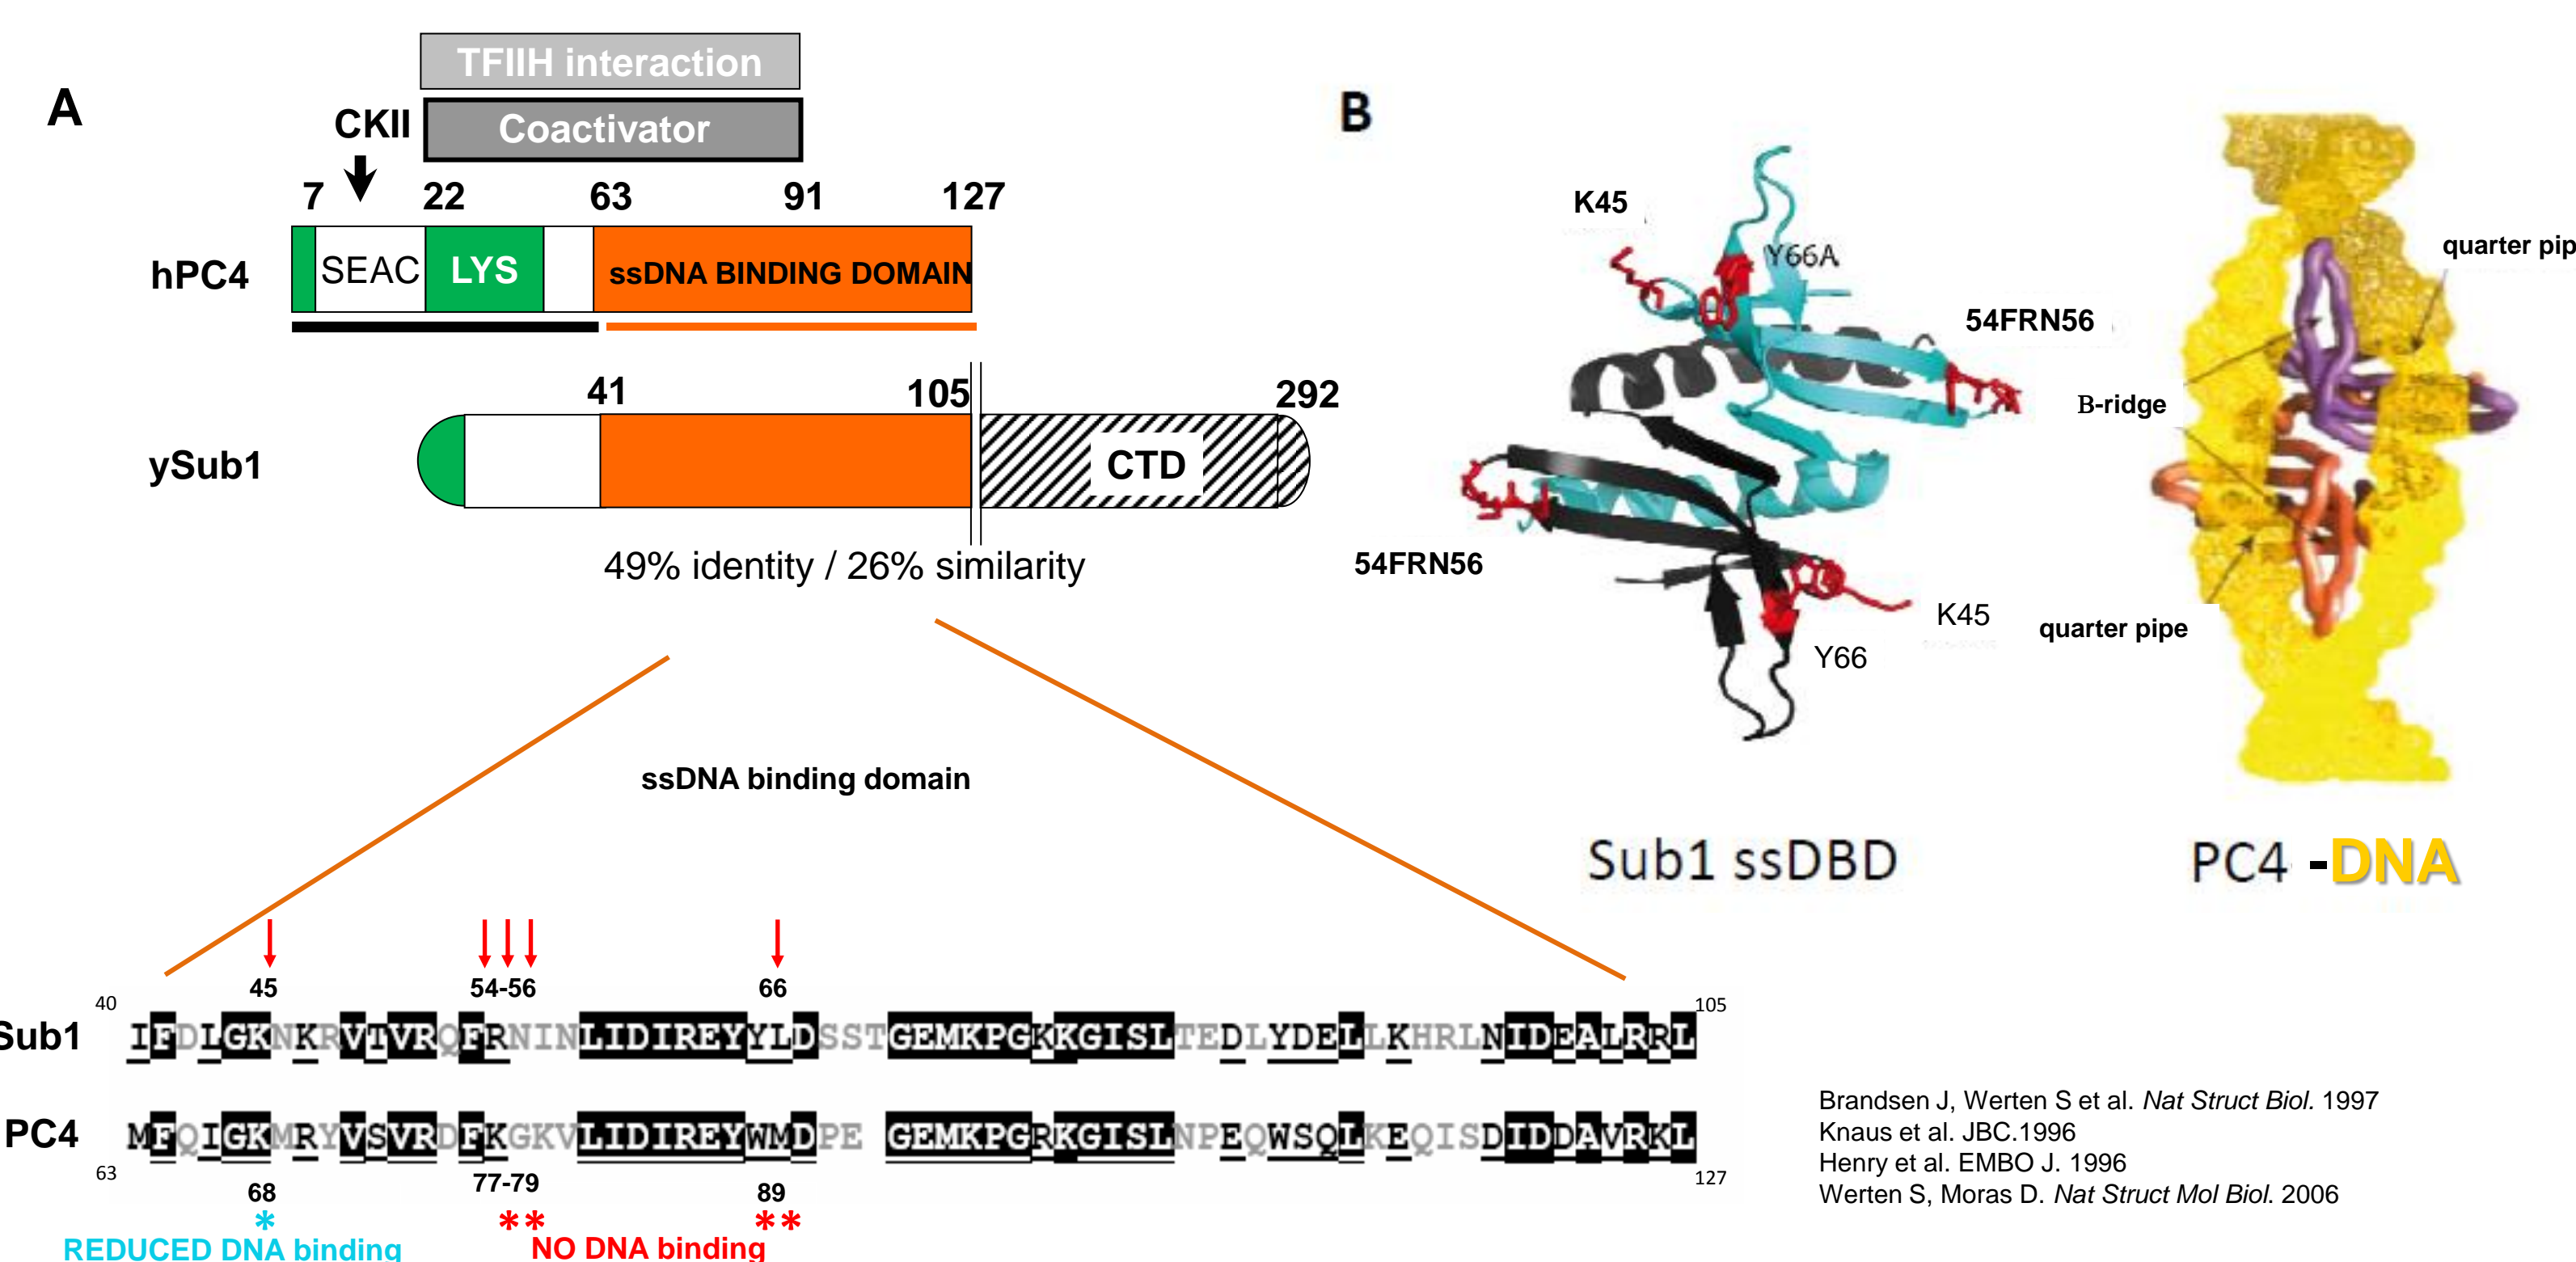 A
TFIIH interaction
CKII
Coactivator
7 22 63 91 127
hPC4
SEAC
LYS
ssDNA BINDING DOMAIN
41 105 292
ySub1
CTD
49% identity / 26% similarity
ssDNA binding domain
B
K45
Y66A
54FRN56
54FRN56
K45
Y66
Sub1 ssDBD
quarter pip
B-ridge
quarter pipe
PC4 -DNA
45 54-56 66
40 105
Sub1 IFDLGKNKRVTVRQFRNINLIDIREYYLDSSTGEMKPGKKGISLTEDLYDELLKHRLNIDEALRRL
PC4 MFQIGKMRYVSVRDFKGKVLIDIREYWMDPE GEMKPGRKGISLNPEQWSQLKEQISDIDDAVRKL
63 127
68 77-79 89
* ** **
REDUCED DNA binding NO DNA binding
Brandsen J, Werten S et al. Nat Struct Biol. 1997
Knaus et al. JBC.1996
Henry et al. EMBO J. 1996
Werten S, Moras D. Nat Struct Mol Biol. 2006